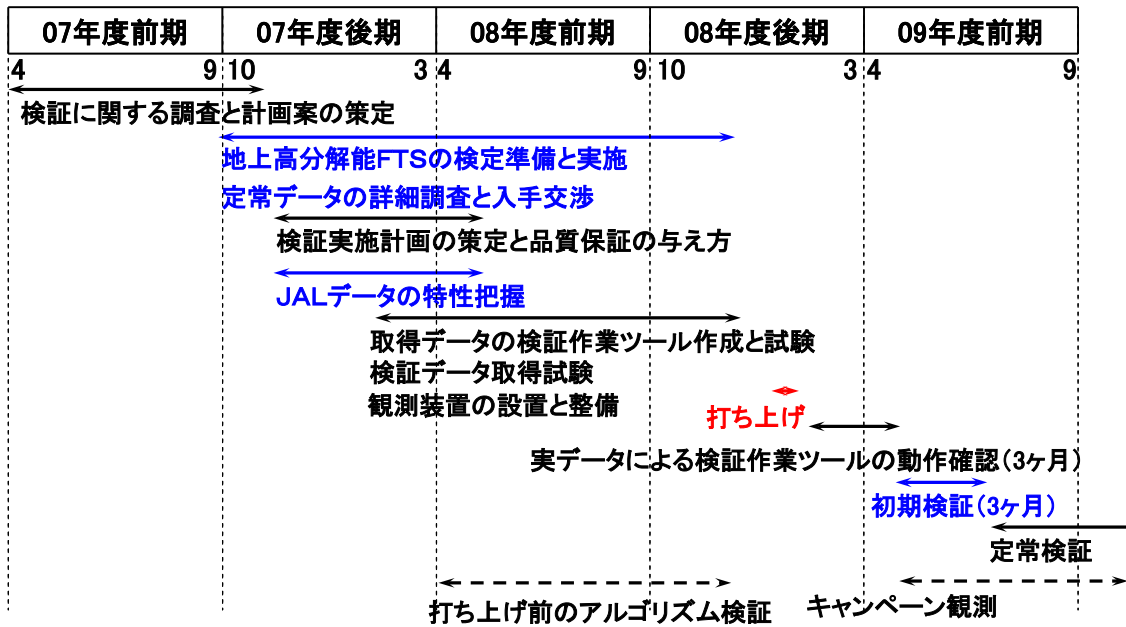 07年度前期 07年度後期 08年度前期 08年度後期 09年度前期
4 9 10 3 4 9 10 3 4 9
検証に関する調査と計画案の策定
地上高分解能FTSの検定準備と実施
定常データの詳細調査と入手交渉
検証実施計画の策定と品質保証の与え方
JALデータの特性把握
取得データの検証作業ツール作成と試験
検証データ取得試験
観測装置の設置と整備
打ち上げ
実データによる検証作業ツールの動作確認(3ヶ月)
初期検証(3ヶ月)
定常検証
打ち上げ前のアルゴリズム検証
キャンペーン観測